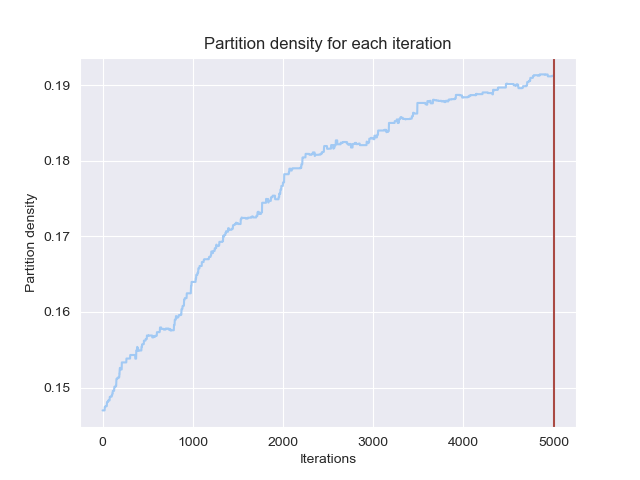 Partition density for each iteration
0.19
0.18
0.17
0.16
0.15
Partition density
0 1000 2000 3000 4000 5000
Iterations